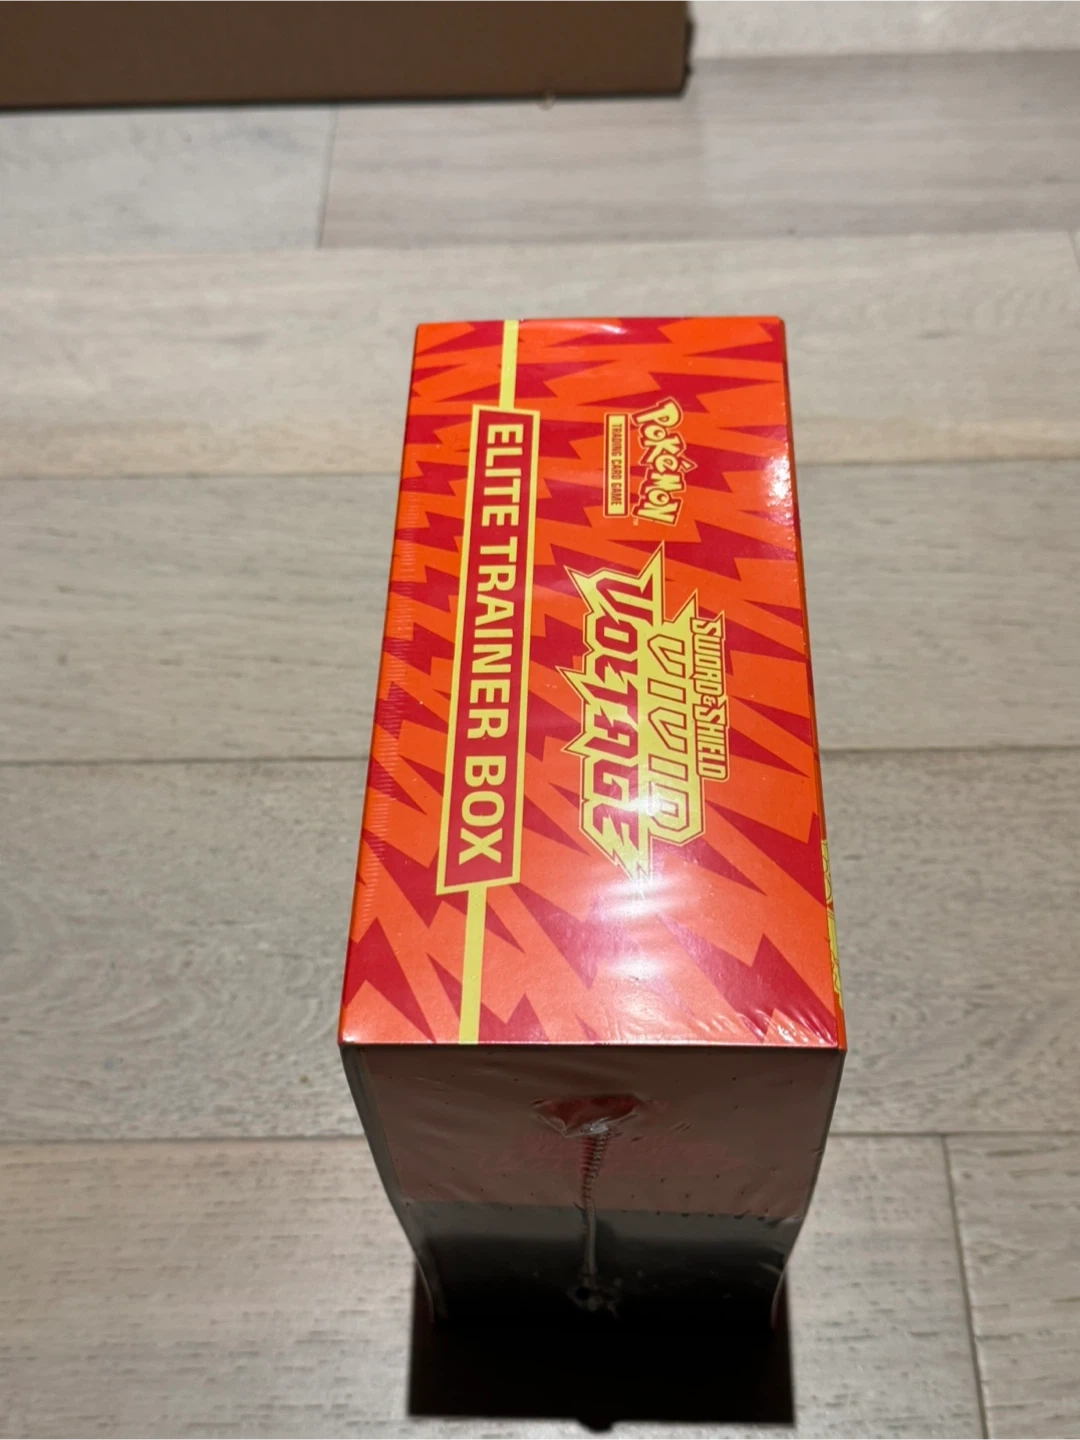 POKÉMON
TRADING CARD GAME
SWORD & SHIELD
VIVID
VOLTAGE
ELITE TRAINER BOX